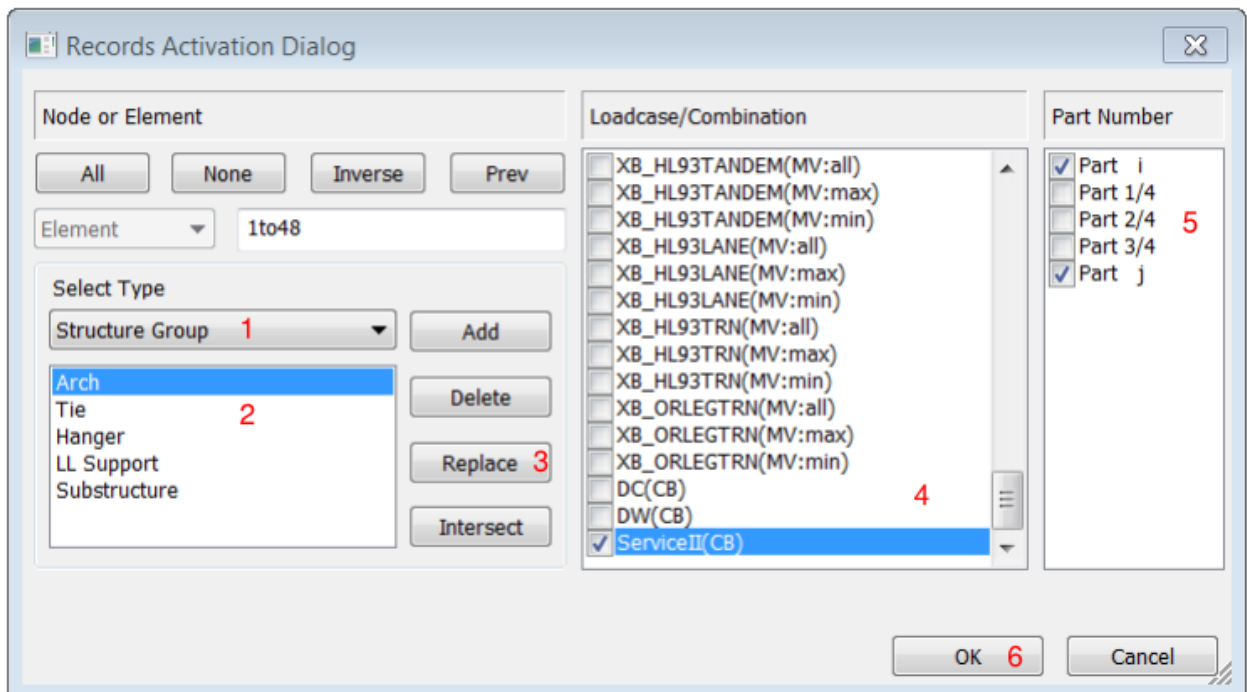 Records Activation Dialog
Node or Element
All None Inverse Prev
Element 1to48
Select Type
Structure Group 1
Add
Arch
Tie
Hanger
LL Support
Substructure
2
Delete
Replace 3
Intersect
Loadcase/Combination
XB_HL93TANDEM(MV:all)
XB_HL93TANDEM(MV:max)
XB_HL93TANDEM(MV:min)
XB_HL93LANE(MV:all)
XB_HL93LANE(MV:max)
XB_HL93LANE(MV:min)
XB_HL93TRN(MV:all)
XB_HL93TRN(MV:max)
XB_HL93TRN(MV:min)
XB_ORLEGTRN(MV:all)
XB_ORLEGTRN(MV:max)
XB_ORLEGTRN(MV:min)
DC(CB)
DW(CB)
ServiceII(CB)
4
Part Number
Part i
Part 1/4
Part 2/4
Part 3/4
Part j
5
OK 6
Cancel